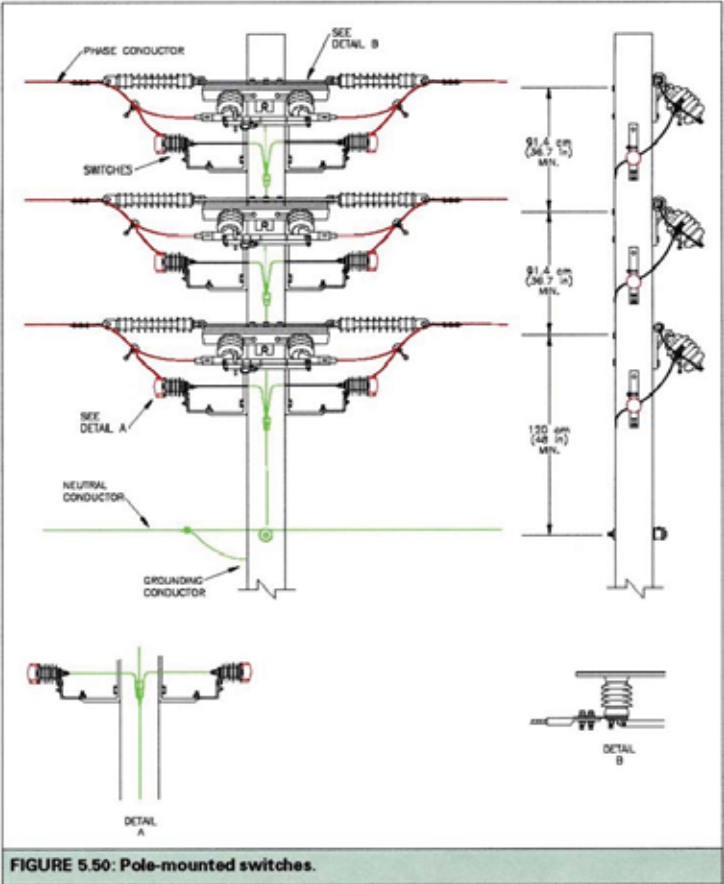 PHASE CONDUCTOR
SEE
DETAIL B
SWITCHES
91.4 cm
(36.7 in)
MIN.
91.4 cm
(36.7 in)
MIN.
SEE
DETAIL A
120 cm
(48 in)
MIN.
NEUTRAL
CONDUCTOR
GROUNDING
CONDUCTOR
DETAIL
A
DETAIL
B
FIGURE 5.50: Pole-mounted switches.